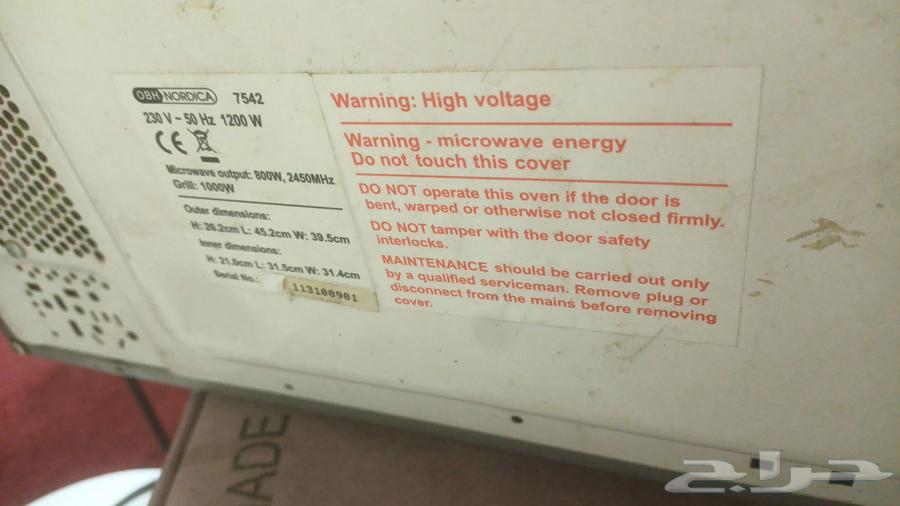 OBH NORDICA 7542
230 V ~ 50 Hz 1200 W
CE
Microwave output: 800W, 2450MHz
Grill: 1000W
Outer dimensions:
H: 26.2cm L: 45.2cm W: 39.5cm
Inner dimensions:
H: 21.0cm L: 31.5cm W: 31.4cm
Serial No.: 113100901
Warning: High voltage
Warning - microwave energy
Do not touch this cover
DO NOT operate this oven if the door is
bent, warped or otherwise not closed firmly.
DO NOT tamper with the door safety
interlocks.
MAINTENANCE should be carried out only
by a qualified serviceman. Remove plug or
disconnect from the mains before removing
cover.
ADE
حراج